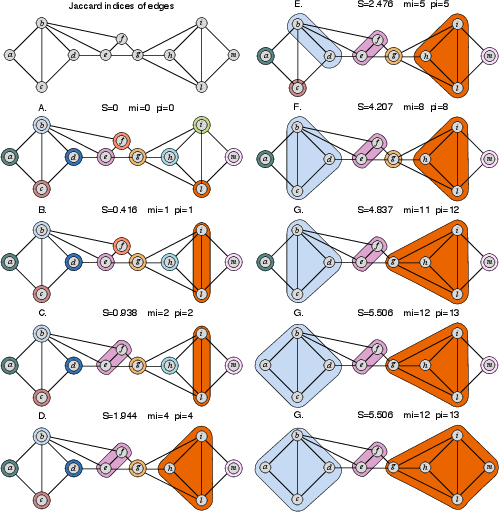 Jaccard indices of edges
b i
f
a d e g h m
c l
A. S=0 mi=0 pi=0
b i
f
a d e g h m
c l
B. S=0.416 mi=1 pi=1
b i
f
a d e g h m
c l
C. S=0.938 mi=2 pi=2
b i
f
a d e g h m
c l
D. S=1.944 mi=4 pi=4
b i
f
a d e g h m
c l
E. S=2.476 mi=5 pi=5
b i
f
a d e g h m
c l
F. S=4.207 mi=8 pi=8
b i
f
a d e g h m
c l
G. S=4.837 mi=11 pi=12
b i
f
a d e g h m
c l
G. S=5.506 mi=12 pi=13
b i
f
a d e g h m
c l
G. S=5.506 mi=12 pi=13
b i
f
a d e g h m
c l